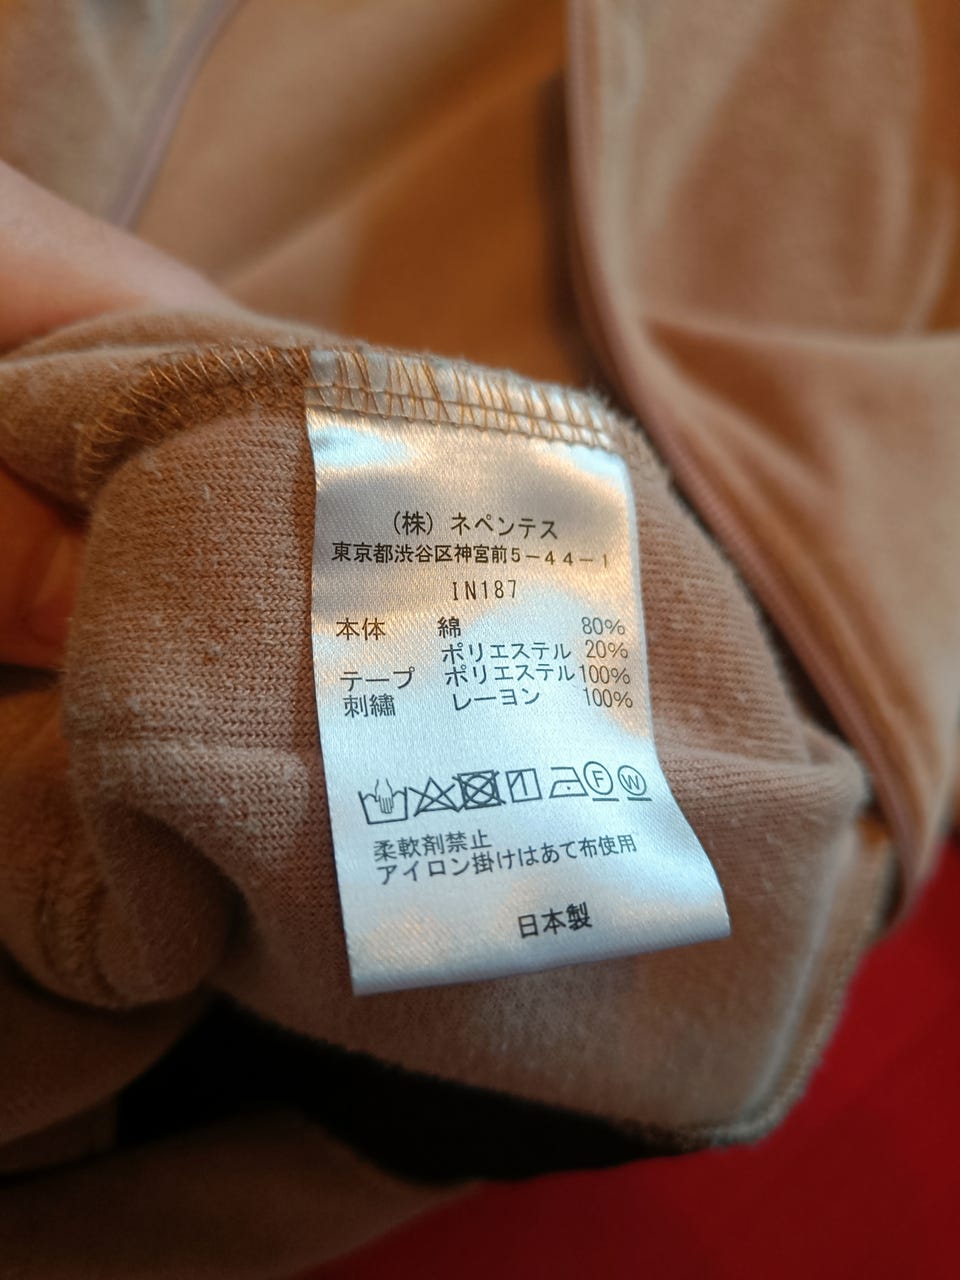 （株）ネペンテス
東京都渋谷区神宮前5－44－1
IN187
本体 綿 80%
ポリエステル 20%
テープ ポリエステル 100%
刺繡 レーヨン 100%
F W
柔軟剤禁止
アイロン掛けはあて布使用
日本製